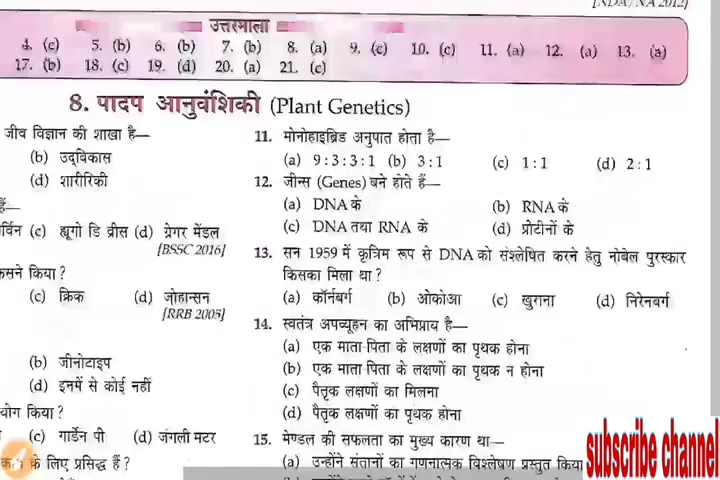 [NDA/NA 2012]
उत्तरमाला
4. (c) 5. (b) 6. (b) 7. (b) 8. (a) 9. (c) 10. (c) 11. (a) 12. (a) 13. (a)
17. (b) 18. (c) 19. (d) 20. (a) 21. (c)
8. पादप आनुवंशिकी (Plant Genetics)
जीव विज्ञान की शाखा है—
(b) उद्‌विकास
(d) शारीरिकी
हैं—
र्विन (c) ह्यूगो डि व्रीस (d) ग्रेगर मेंडल
[BSSC 2016]
कसने किया ?
(c) क्रिक (d) जोहान्सन
[RRB 2005]
(b) जीनोटाइप
(d) इनमें से कोई नहीं
योग किया ?
(c) गार्डेन पी (d) जंगली मटर
के लिए प्रसिद्ध हैं ?
11. मोनोहाइब्रिड अनुपात होता है—
(a) 9 : 3 : 3 : 1 (b) 3 : 1 (c) 1 : 1 (d) 2 : 1
12. जीन्स (Genes) बने होते हैं—
(a) DNA के (b) RNA के
(c) DNA तथा RNA के (d) प्रोटीनों के
13. सन 1959 में कृत्रिम रूप से DNA को संश्लेषित करने हेतु नोबेल पुरस्कार
किसका मिला था ?
(a) कॉर्नबर्ग (b) ओकोआ (c) खुराना (d) निरेनबर्ग
14. स्वतंत्र अपव्यूहन का अभिप्राय है—
(a) एक माता-पिता के लक्षणों का पृथक होना
(b) एक माता-पिता के लक्षणों का पृथक न होना
(c) पैतृक लक्षणों का मिलना
(d) पैतृक लक्षणों का पृथक होना
15. मेण्डल की सफलता का मुख्य कारण था—
(a) उन्होंने संतानों का गणनात्मक विश्लेषण प्रस्तुत किया
subscribe channel